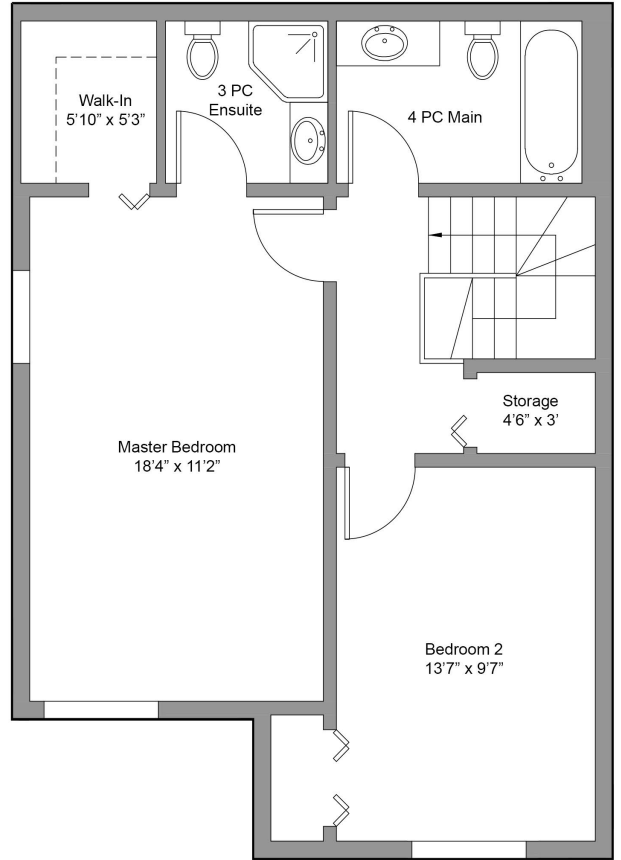 Walk-In
5’10” x 5’3”
3 PC
Ensuite
4 PC Main
Storage
4’6” x 3’
Master Bedroom
18’4” x 11’2”
Bedroom 2
13’7” x 9’7”